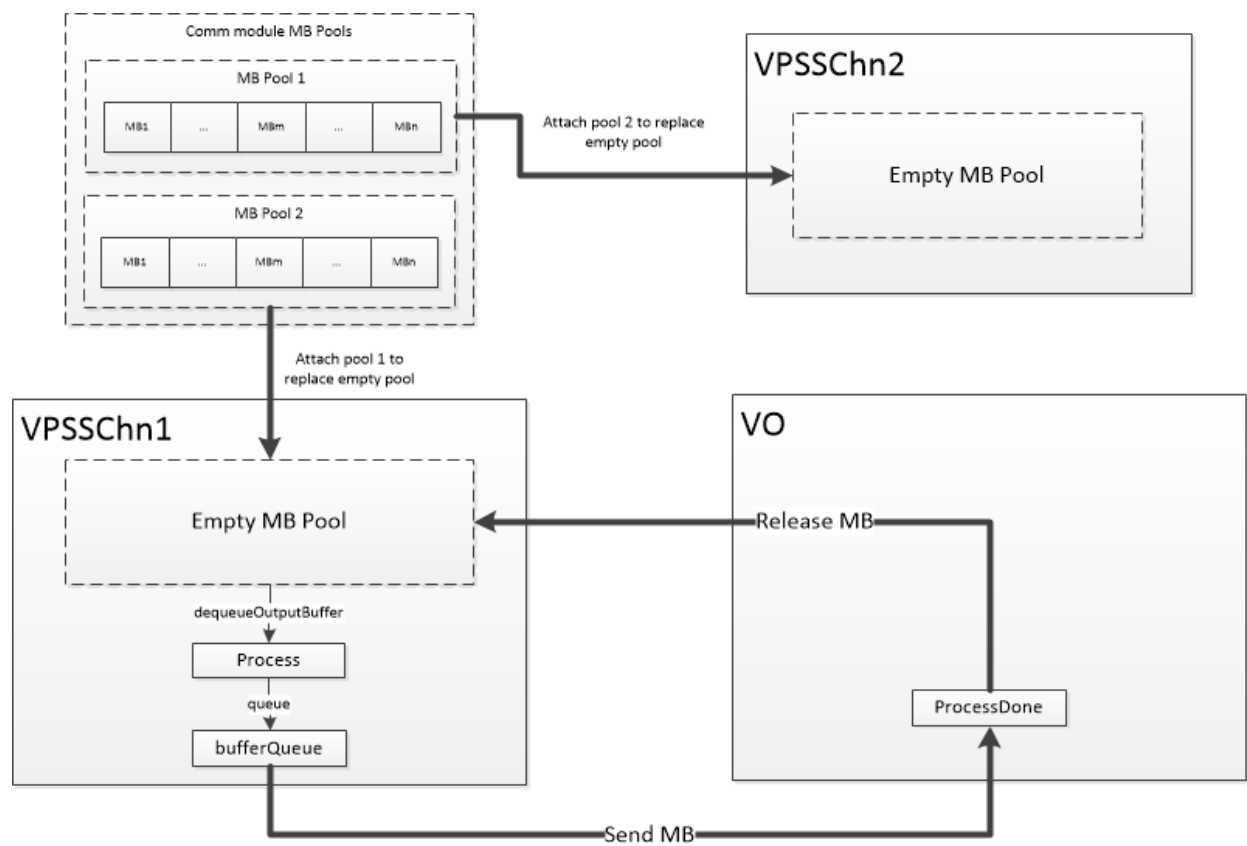 Comm module MB Pools
MB Pool 1
MB1 ... MBm ... MBn
MB Pool 2
MB1 ... MBm ... MBn
Attach pool 2 to replace
empty pool
VPSSChn2
Empty MB Pool
Attach pool 1 to
replace empty pool
VPSSChn1
Empty MB Pool
dequeueOutputBuffer
Process
queue
bufferQueue
VO
Release MB
ProcessDone
Send MB